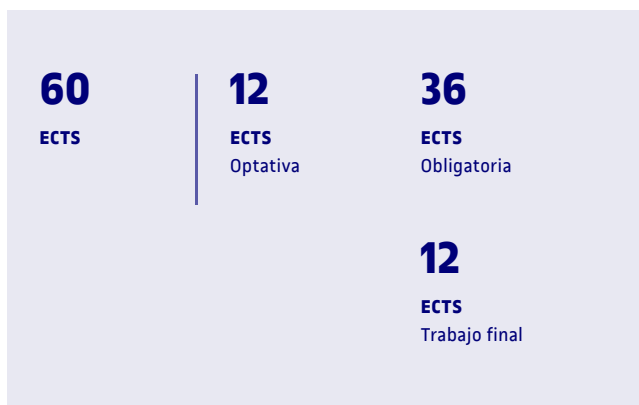 60
ECTS
12
ECTS
Optativa
36
ECTS
Obligatoria
12
ECTS
Trabajo final